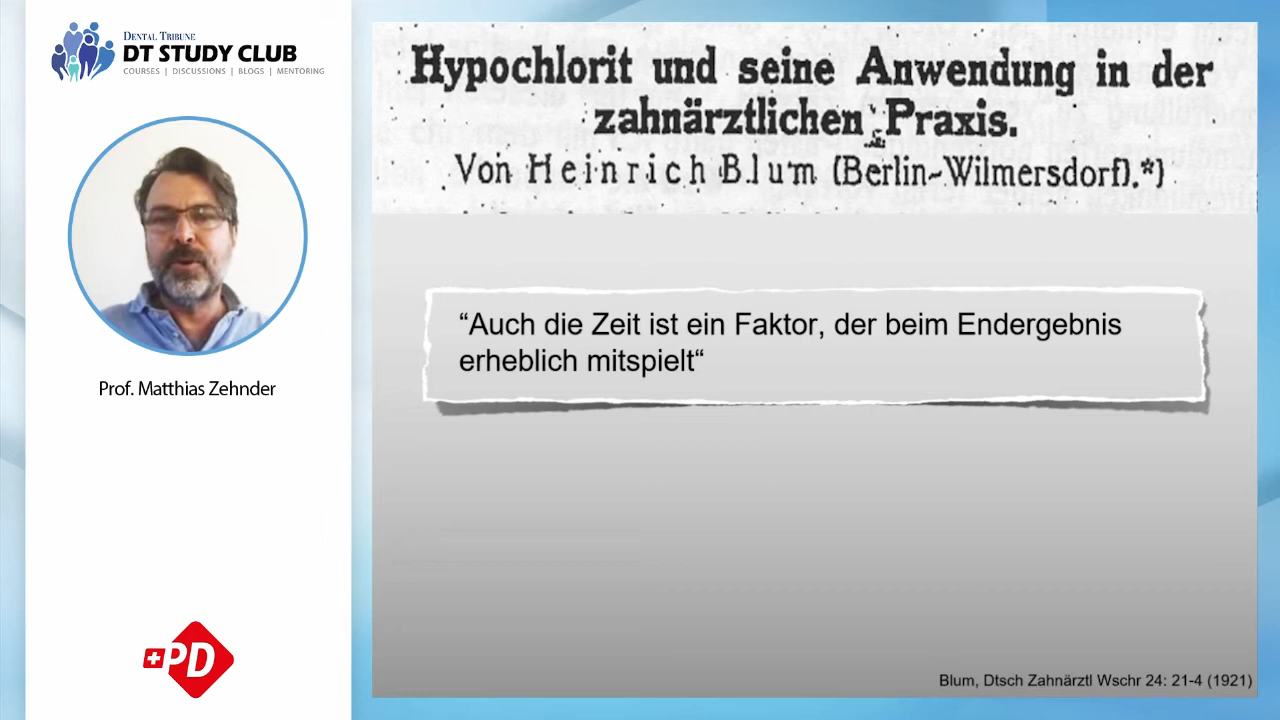 DENTAL TRIBUNE
DT STUDY CLUB
COURSES | DISCUSSIONS | BLOGS | MENTORING
Prof. Matthias Zehnder
PD
Hypochlorit und seine Anwendung in der
zahnärztlichen Praxis.
Von Heinrich Blum (Berlin-Wilmersdorf).*)
“Auch die Zeit ist ein Faktor, der beim Endergebnis
erheblich mitspielt“
Blum, Dtsch Zahnärztl Wschr 24: 21-4 (1921)